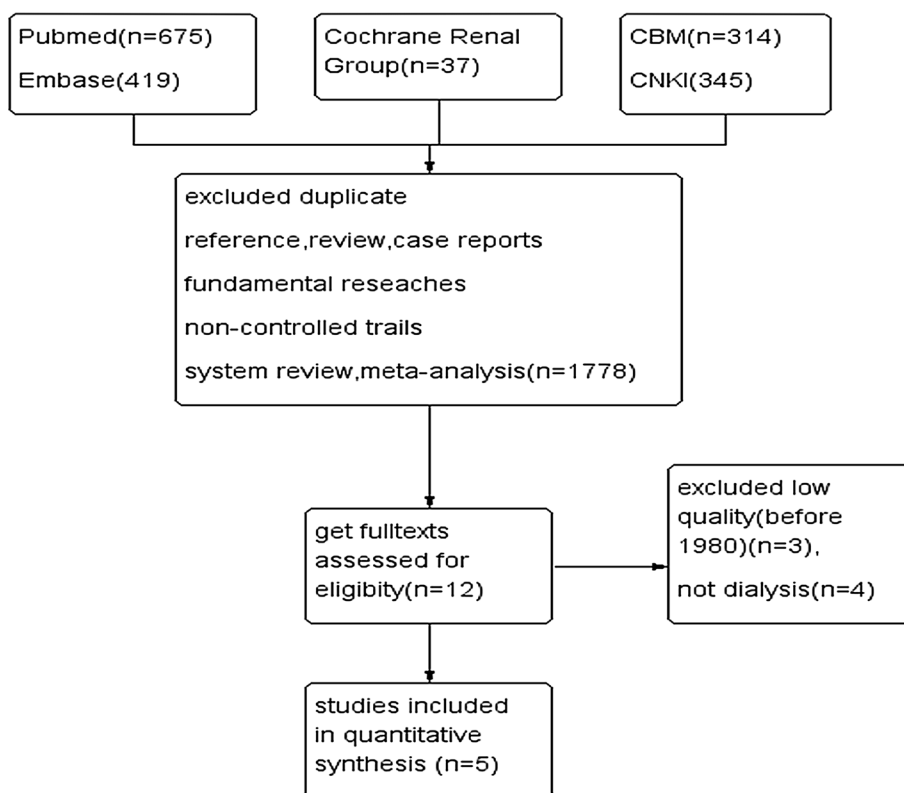 Pubmed(n=675)
Embase(419)
Cochrane Renal
Group(n=37)
CBM(n=314)
CNKI(345)
excluded duplicate
reference,review,case reports
fundamental reseaches
non-controlled trails
system review,meta-analysis(n=1778)
get fulltexts
assessed for
eligibity(n=12)
excluded low
quality(before
1980)(n=3),
not dialysis(n=4)
studies included
in quantitative
synthesis (n=5)